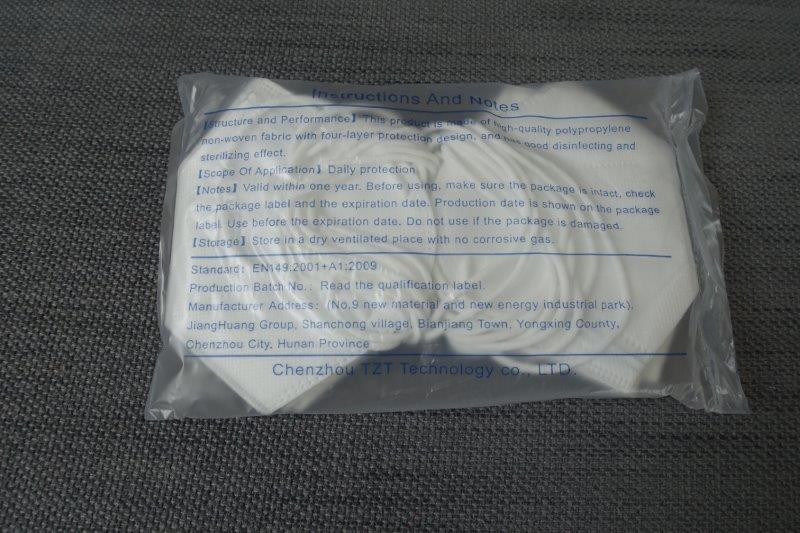 Instructions And Notes
【Structure and Performance】This product is made of high-quality polypropylene
non-woven fabric with four-layer protection design, and has good disinfecting and
sterilizing effect.
【Scope Of Application】Daily protection
【Notes】Valid within one year. Before using, make sure the package is intact, check
the package label and the expiration date. Production date is shown on the package
label. Use before the expiration date. Do not use if the package is damaged.
【Storage】Store in a dry ventilated place with no corrosive gas.
Standard: EN149:2001+A1:2009
Production Batch No.: Read the qualification label.
Manufacturer Address: (No.9 new material and new energy industrial park),
JiangHuang Group, Shanchong village, Bianjiang Town, Yongxing County,
Chenzhou City, Hunan Province
Chenzhou TZT Technology co., LTD.